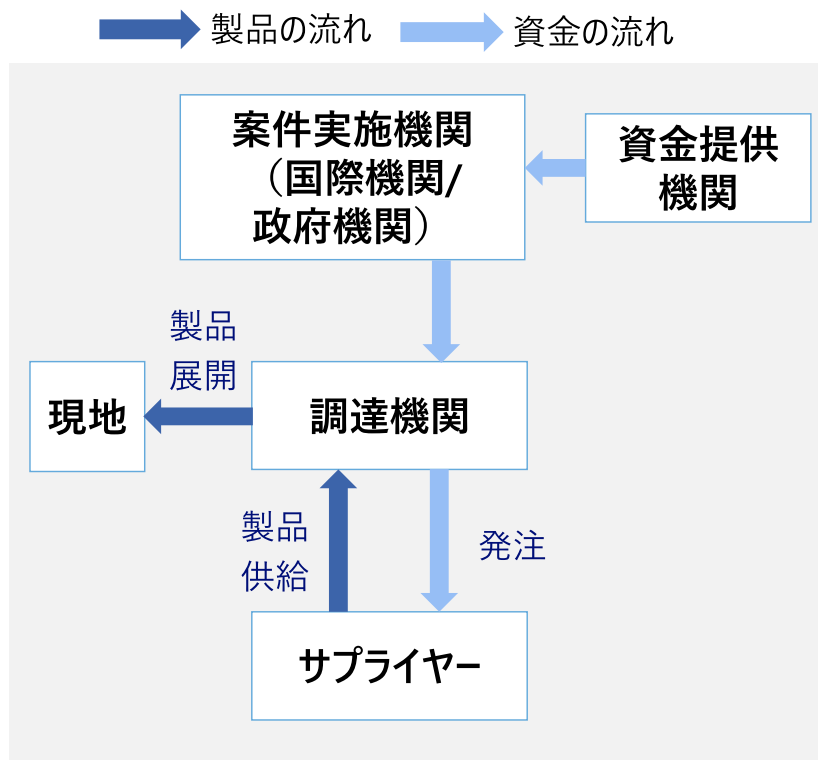 製品の流れ
資金の流れ
案件実施機関
（国際機関/
政府機関）
資金提供
機関
製品
展開
現地
調達機関
製品
供給
発注
サプライヤー